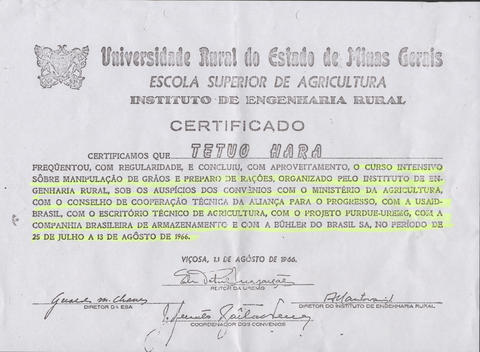 Universidade Rural do Estado de Minas Gerais
ESCOLA SUPERIOR DE AGRICULTURA
INSTITUTO DE ENGENHARIA RURAL
CERTIFICADO
CERTIFICAMOS QUE TETUO HARA
FREQÜENTOU, COM REGULARIDADE, E CONCLUIU, COM APROVEITAMENTO, O CURSO INTENSIVO
SÔBRE MANIPULAÇÃO DE GRÃOS E PREPARO DE RAÇÕES, ORGANIZADO PELO INSTITUTO DE EN-
GENHARIA RURAL, SOB OS AUSPÍCIOS DOS CONVÊNIOS COM O MINISTÉRIO DA AGRICULTURA,
COM O CONSELHO DE COOPERAÇÃO TÉCNICA DA ALIANÇA PARA O PROGRESSO, COM A USAID-
BRASIL, COM O ESCRITÓRIO TÉCNICO DE AGRICULTURA, COM O PROJETO PURDUE-UREMG, COM A
COMPANHIA BRASILEIRA DE ARMAZENAMENTO E COM A BÜHLER DO BRASIL SA, NO PERÍODO DE
25 DE JULHO A 13 DE AGÔSTO DE 1966.
VIÇOSA, 13 DE AGÔSTO DE 1966.
REITOR DA UREMG
DIRETOR DA ESA
DIRETOR DO INSTITUTO DE ENGENHARIA RURAL
COORDENADOR DOS CONVÊNIOS